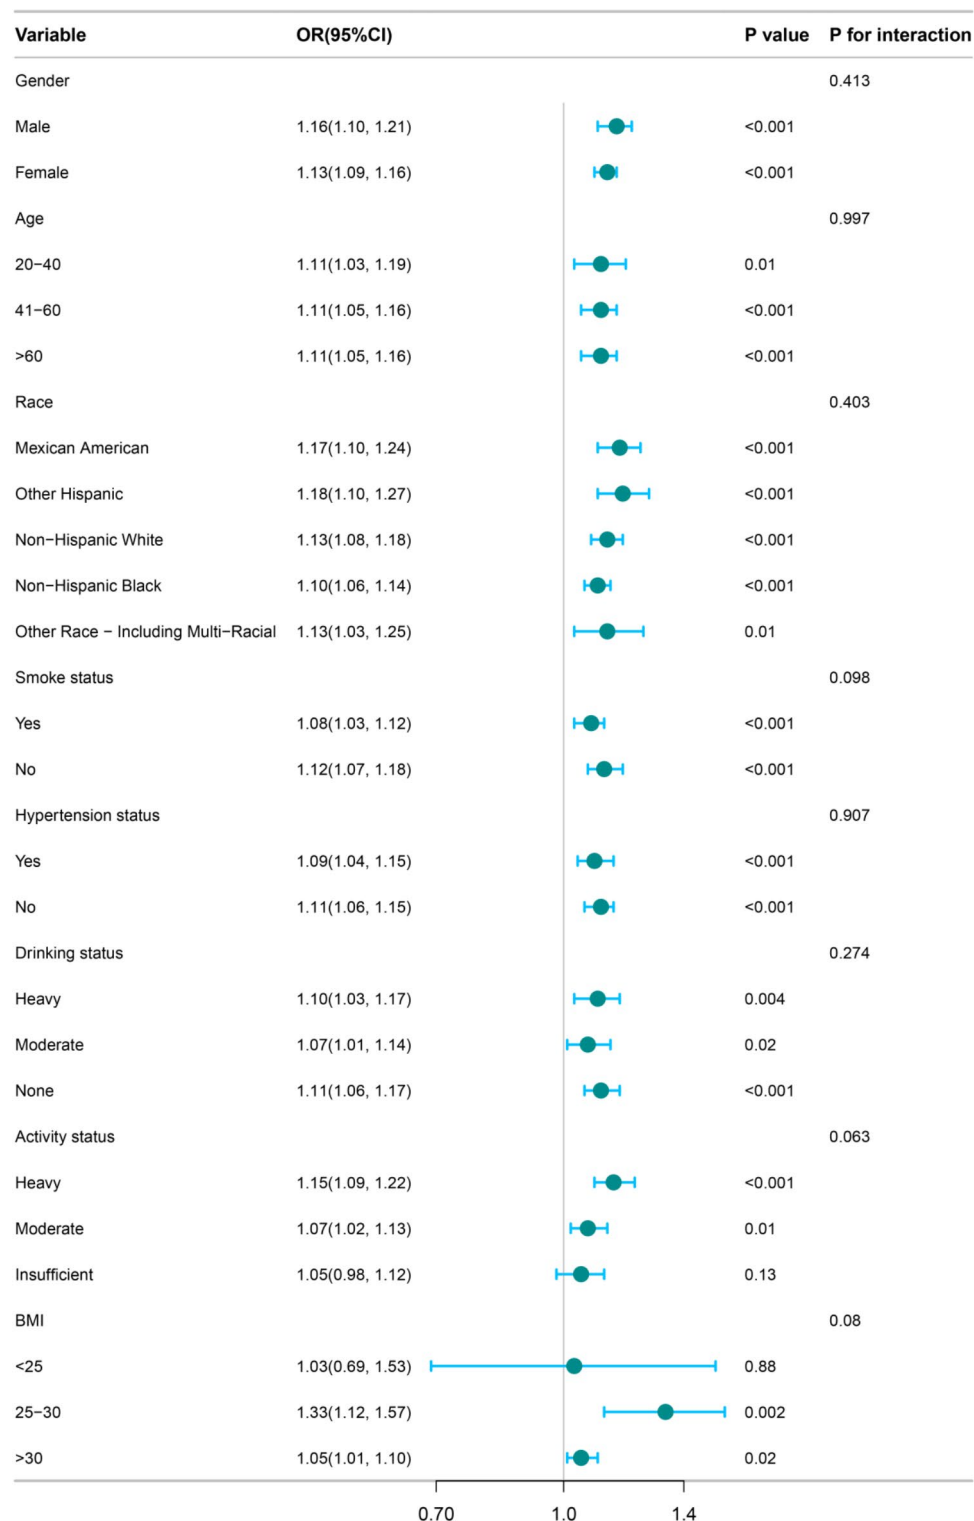 Variable OR(95%CI) P value P for interaction
Gender 0.413
Male 1.16(1.10, 1.21) <0.001
Female 1.13(1.09, 1.16) <0.001
Age 0.997
20−40 1.11(1.03, 1.19) 0.01
41−60 1.11(1.05, 1.16) <0.001
>60 1.11(1.05, 1.16) <0.001
Race 0.403
Mexican American 1.17(1.10, 1.24) <0.001
Other Hispanic 1.18(1.10, 1.27) <0.001
Non−Hispanic White 1.13(1.08, 1.18) <0.001
Non−Hispanic Black 1.10(1.06, 1.14) <0.001
Other Race − Including Multi−Racial 1.13(1.03, 1.25) 0.01
Smoke status 0.098
Yes 1.08(1.03, 1.12) <0.001
No 1.12(1.07, 1.18) <0.001
Hypertension status 0.907
Yes 1.09(1.04, 1.15) <0.001
No 1.11(1.06, 1.15) <0.001
Drinking status 0.274
Heavy 1.10(1.03, 1.17) 0.004
Moderate 1.07(1.01, 1.14) 0.02
None 1.11(1.06, 1.17) <0.001
Activity status 0.063
Heavy 1.15(1.09, 1.22) <0.001
Moderate 1.07(1.02, 1.13) 0.01
Insufficient 1.05(0.98, 1.12) 0.13
BMI 0.08
<25 1.03(0.69, 1.53) 0.88
25−30 1.33(1.12, 1.57) 0.002
>30 1.05(1.01, 1.10) 0.02
0.70 1.0 1.4